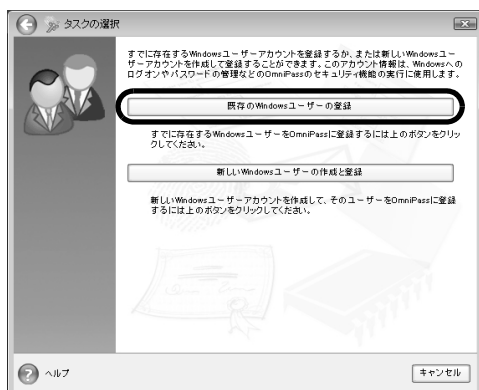 タスクの選択
すでに存在するWindowsユーザーアカウントを登録するか、または新しいWindowsユー
ザーアカウントを作成して登録することができます。このアカウント情報は、Windowsへの
ログオンやパスワードの管理などのOmniPassのセキュリティ機能の実行に使用します。
既存のWindowsユーザーの登録
すでに存在するWindowsユーザーをOmniPassに登録するには上のボタンをクリッ
クしてください。
新しいWindowsユーザーの作成と登録
新しいWindowsユーザーアカウントを作成して、そのユーザーをOmniPassに登録
するには上のボタンをクリックしてください。
ヘルプ
キャンセル